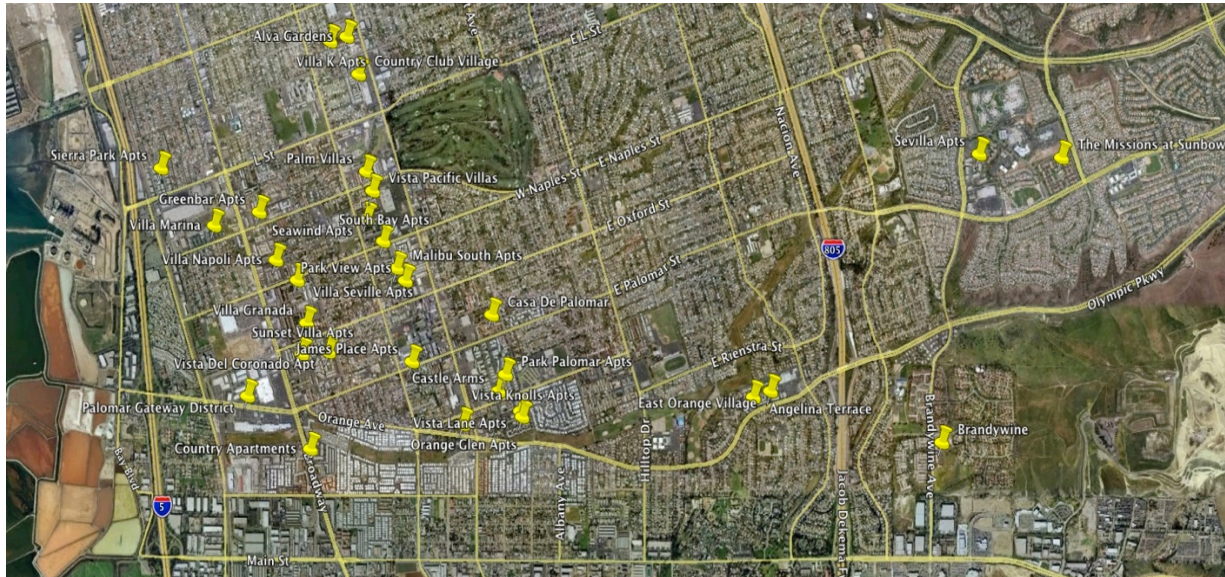 Alva Gardens
t Ave
E L St
Villa K Apts
Country Club Village
Nacion Ave
Sierra Park Apts
L St
Palm Villas
E Naples St
Sevilla Apts
The Missions at Sunbow
Vista Pacific Villas
W Naples St
Greenbar Apts
Villa Marina
South Bay Apts
E Oxford St
Seawind Apts
805
Villa Napoli Apts
Park View Apts
Malibu South Apts
E Palomar St
Villa Seville Apts
Olympic Pkwy
Villa Granada
Casa De Palomar
Sunset Villa Apts
James Place Apts
E Rienstra St
Vista Del Coronado Apt
Park Palomar Apts
Castle Arms
Vista Knolls Apts
East Orange Village
Palomar Gateway District
Angelina Terrace
Orange Ave
Vista Lane Apts
Brandywine Ave
Brandywine
Country Apartments
Orange Glen Apts
Hilltop Dr
Broadway
Bay Blvd
Albany Ave
5
Main St